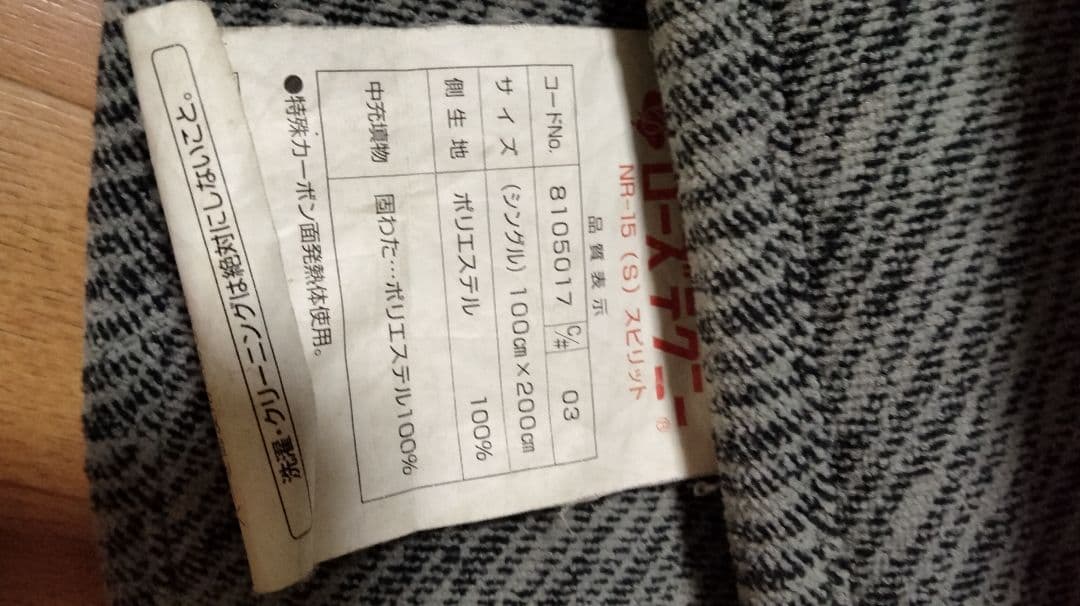 ローズテクニー®
NR-15(S)スピリット
品質表示
コードNo. 8105017 C/# 03
サイズ (シングル)100cm×200cm
側生地 ポリエステル 100%
中充填物 固わた…ポリエステル100%
●特殊カーボン面発熱体使用。
洗濯・クリーニングは絶対にしないこと。